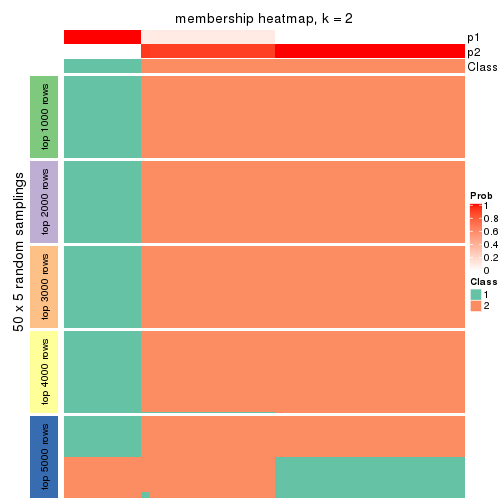 membership heatmap, k = 2
p1
p2
Class
50 x 5 random samplings
top 1000 rows
top 2000 rows
top 3000 rows
top 4000 rows
top 5000 rows
Prob
1
0.8
0.6
0.4
0.2
0
Class
1
2